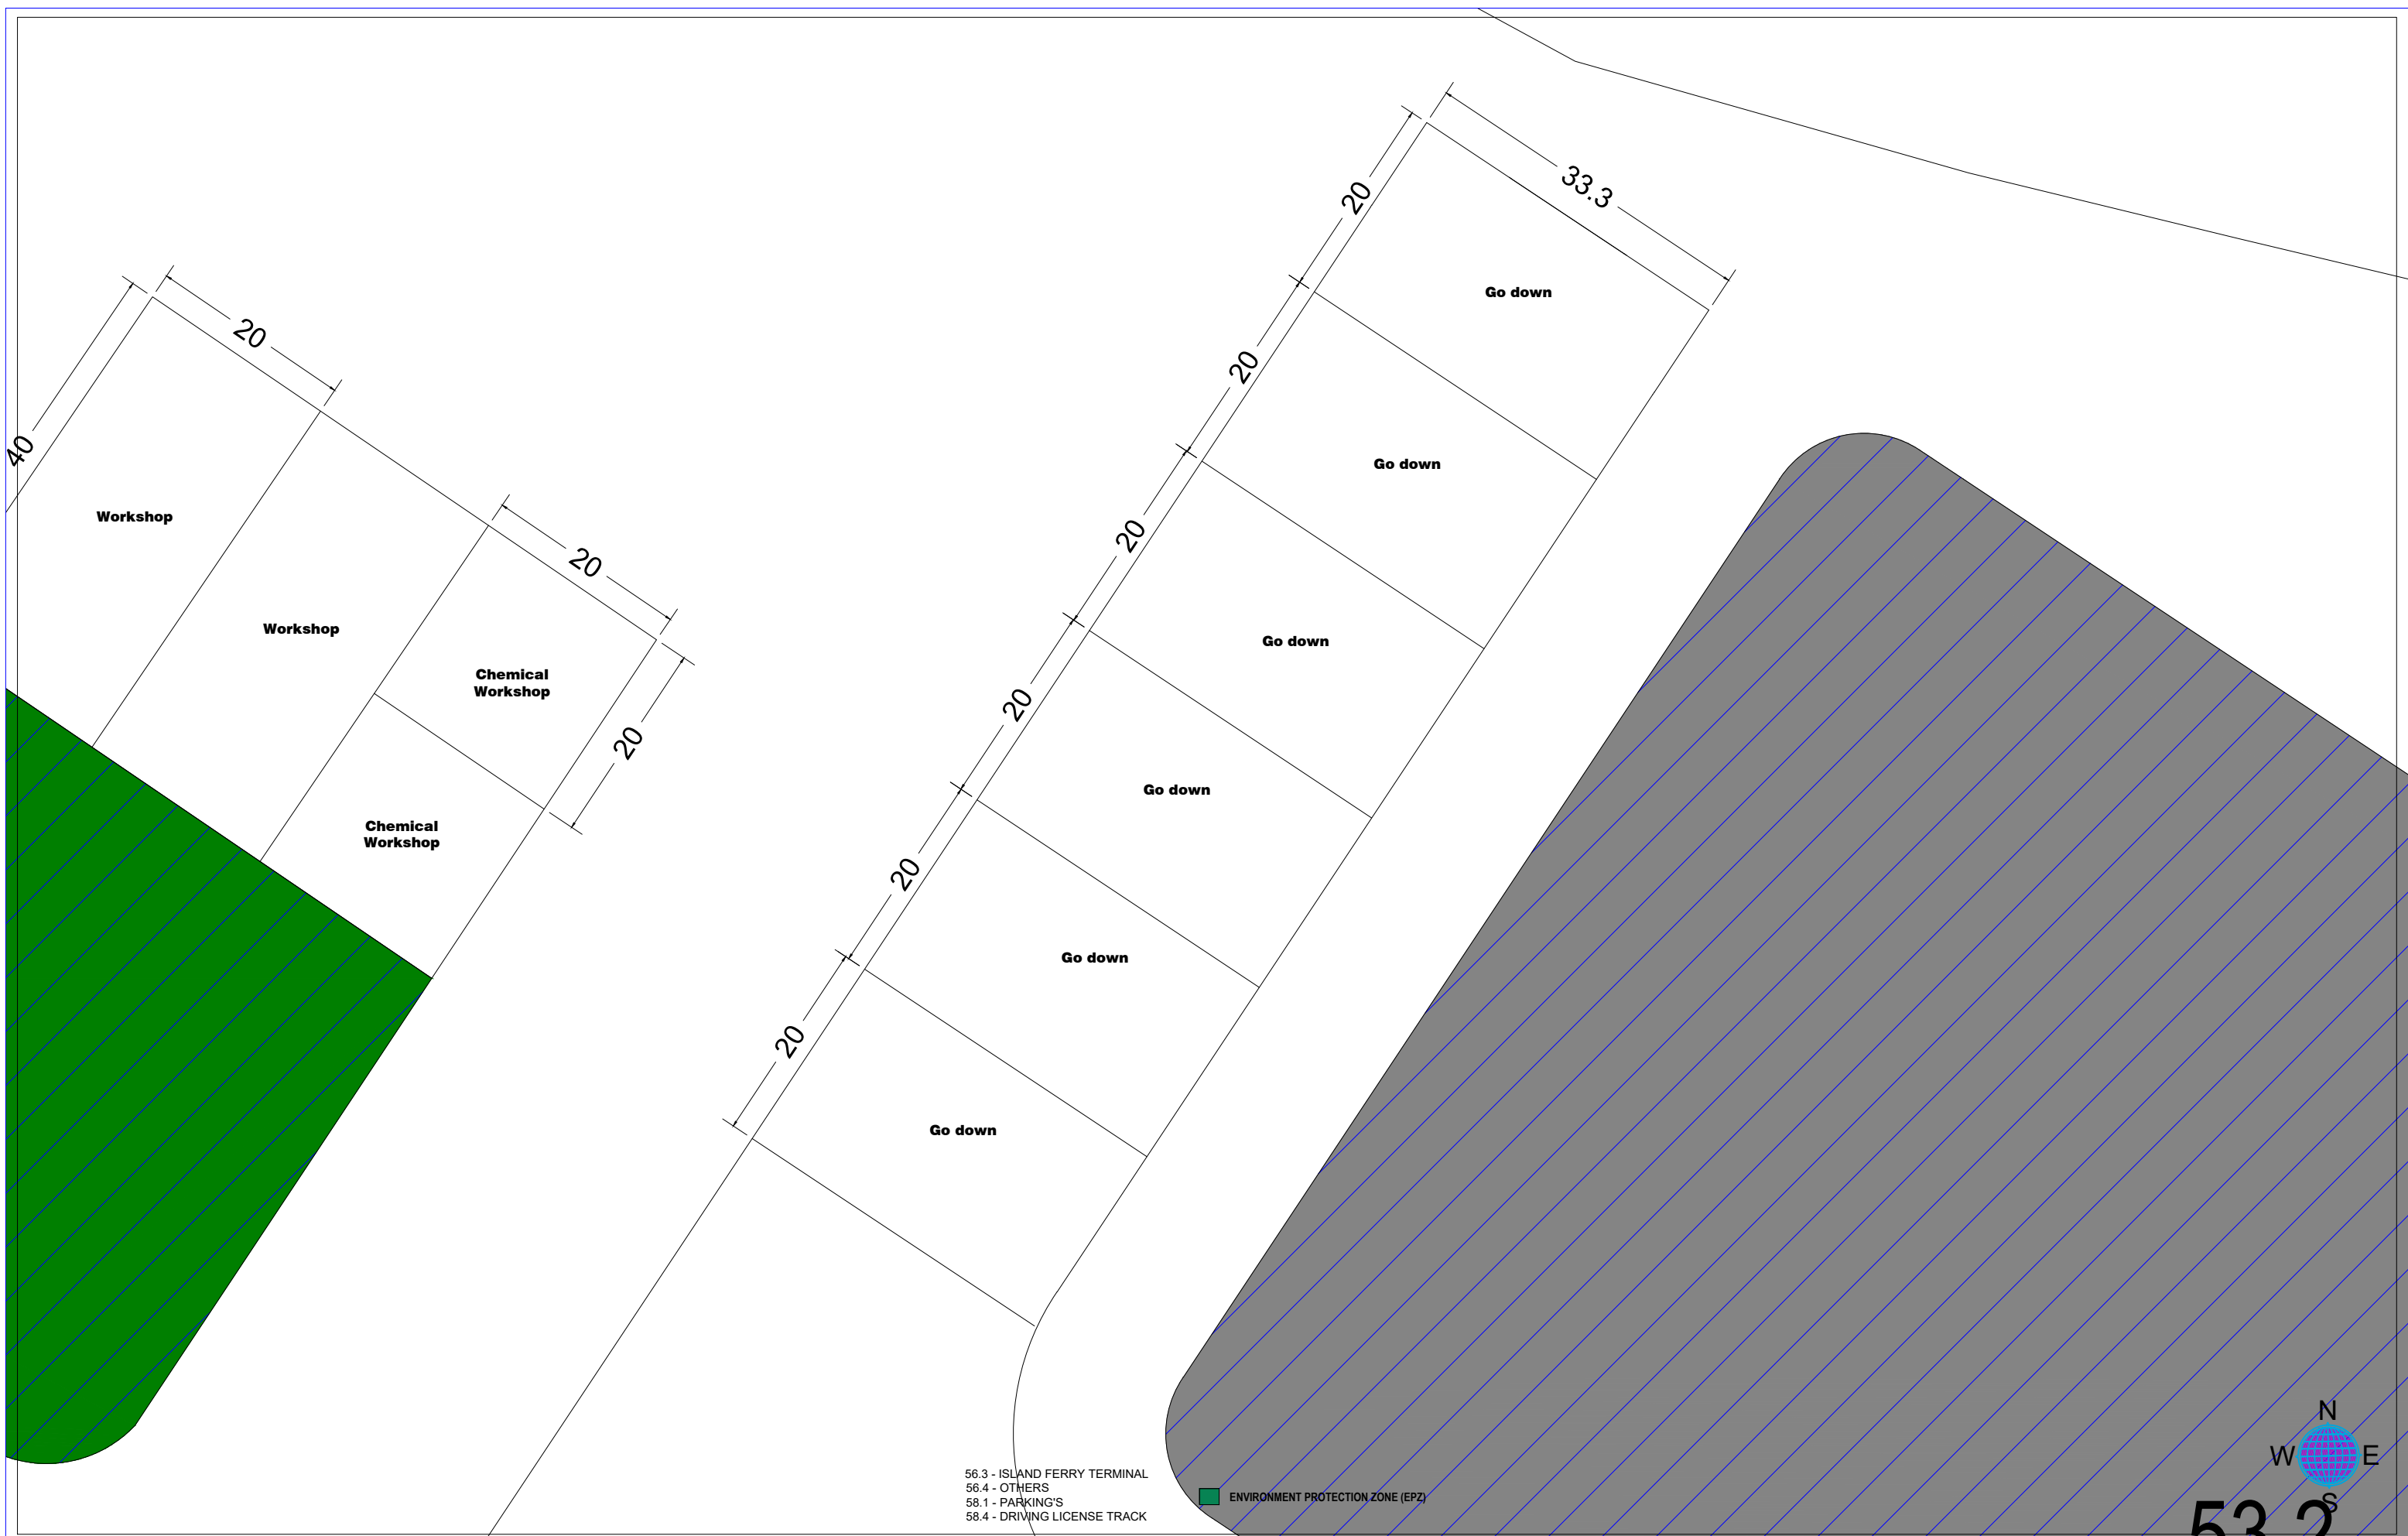 33.3
20
Go down
20
20
40
Go down
20
Workshop
20
Workshop
Go down
Chemical
Workshop
20
20
Go down
Chemical
Workshop
20
Go down
20
Go down
N
W E
S
56.3 - ISLAND FERRY TERMINAL
56.4 - OTHERS
58.1 - PARKING'S
58.4 - DRIVING LICENSE TRACK
ENVIRONMENT PROTECTION ZONE (EPZ)
53.2